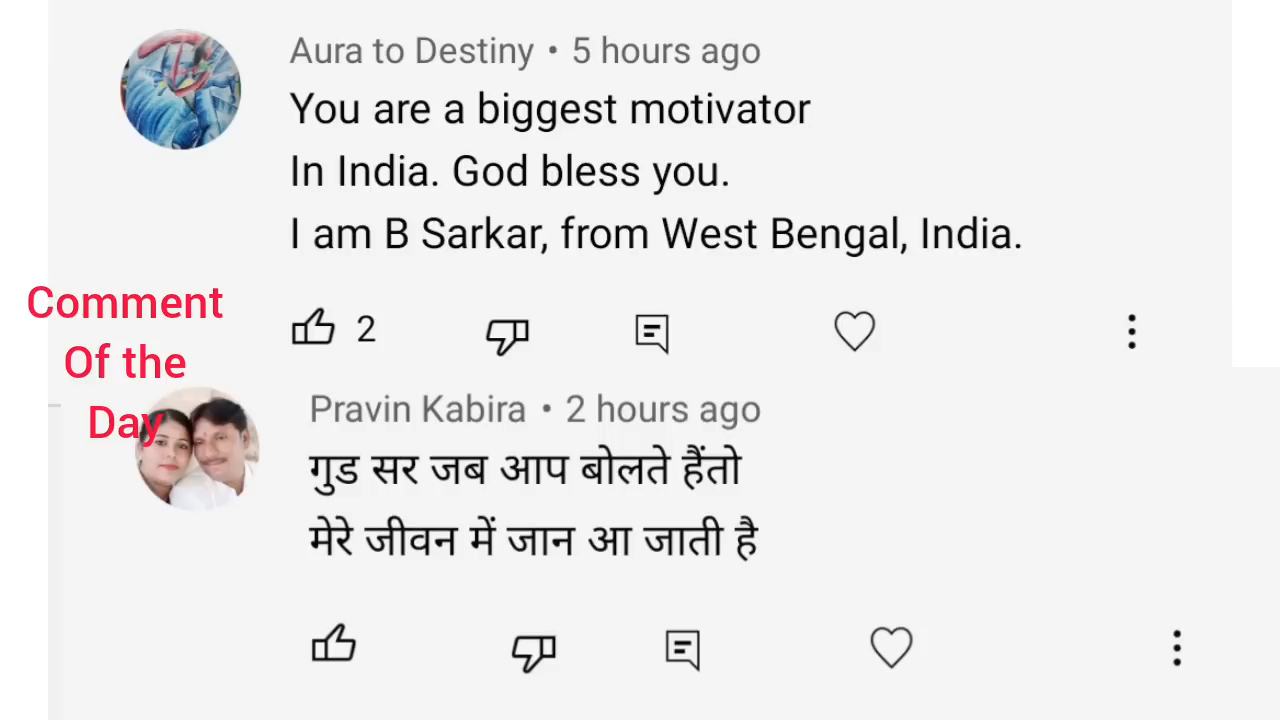 Aura to Destiny • 5 hours ago
You are a biggest motivator
In India. God bless you.
I am B Sarkar, from West Bengal, India.
2
Comment
Of the
Day
Pravin Kabira • 2 hours ago
गुड सर जब आप बोलते हैंतो
मेरे जीवन में जान आ जाती है